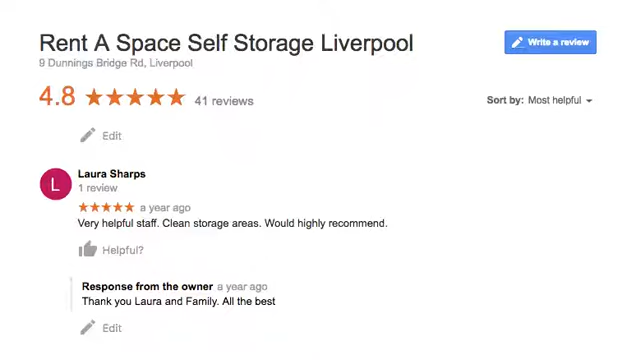 Rent A Space Self Storage Liverpool
Write a review
9 Dunnings Bridge Rd, Liverpool
4.8
41 reviews
Sort by: Most helpful
Edit
L
Laura Sharps
1 review
a year ago
Very helpful staff. Clean storage areas. Would highly recommend.
Helpful?
Response from the owner a year ago
Thank you Laura and Family. All the best
Edit